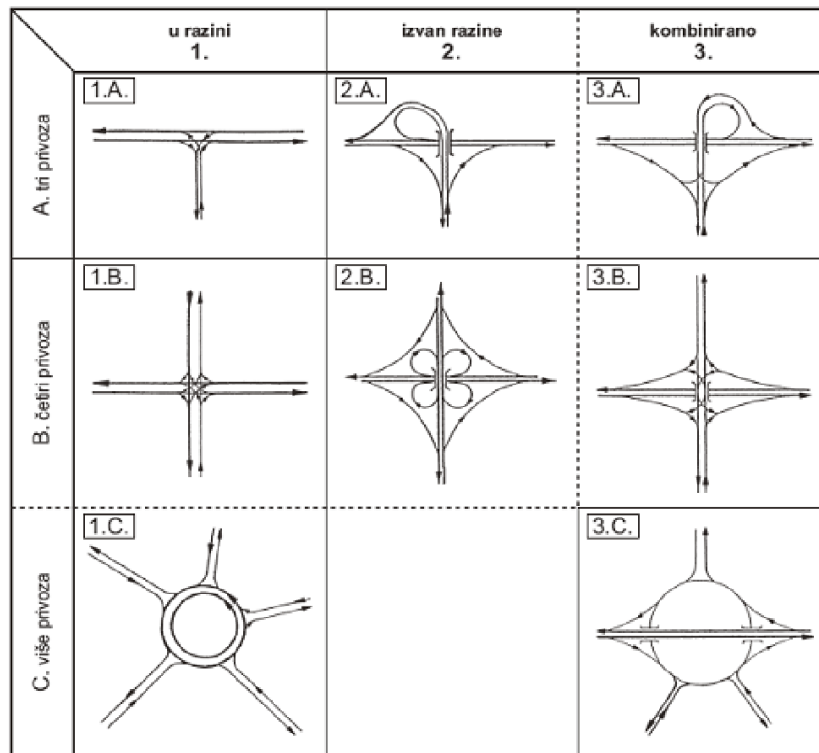 u razini
1.
izvan razine
2.
kombinirano
3.
A. tri privoza
1.A.
2.A.
3.A.
B. četiri privoza
1.B.
2.B.
3.B.
C. više privoza
1.C.
3.C.